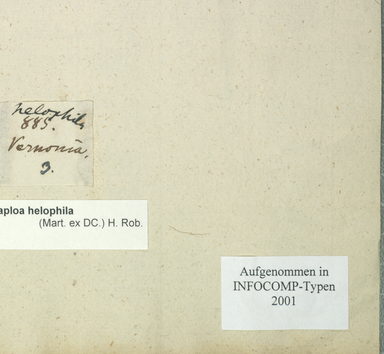 helophila
885.
Vernonia.
3.
aploa helophila
(Mart. ex DC.) H. Rob.
Aufgenommen in
INFOCOMP-Typen
2001